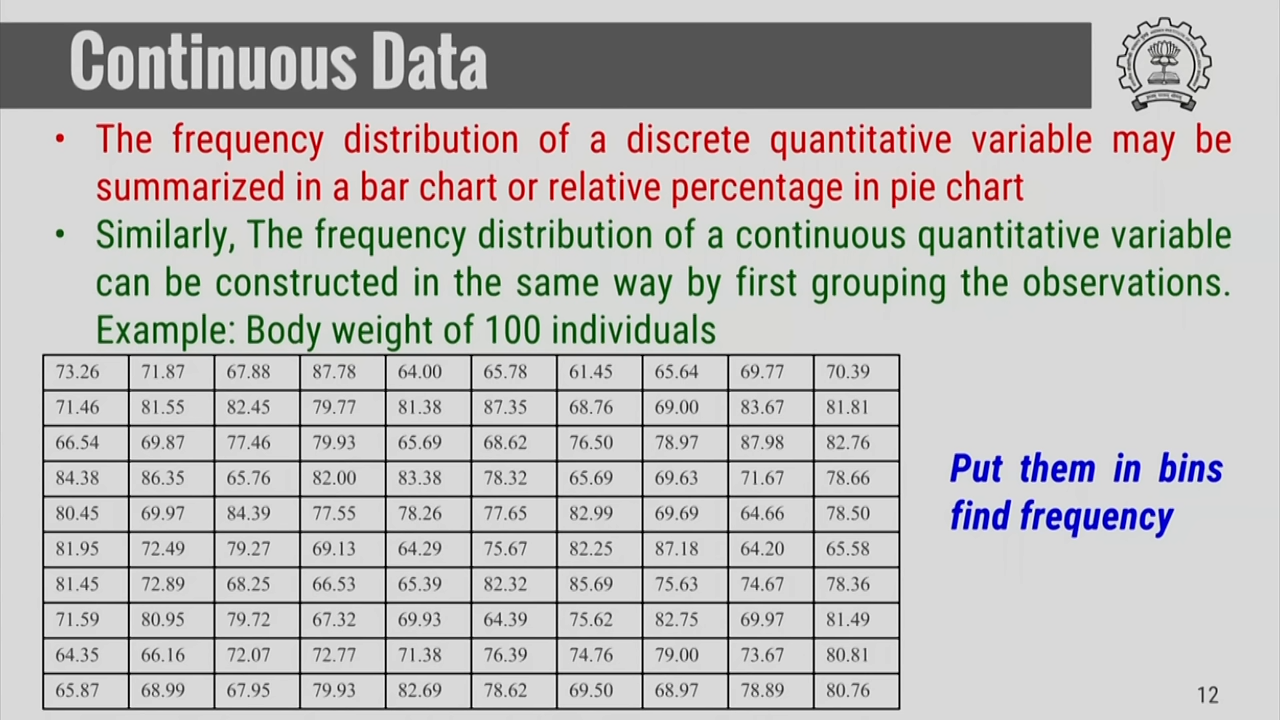 Continuous Data
• The frequency distribution of a discrete quantitative variable may be
summarized in a bar chart or relative percentage in pie chart
• Similarly, The frequency distribution of a continuous quantitative variable
can be constructed in the same way by first grouping the observations.
Example: Body weight of 100 individuals
73.26 71.87 67.88 87.78 64.00 65.78 61.45 65.64 69.77 70.39
71.46 81.55 82.45 79.77 81.38 87.35 68.76 69.00 83.67 81.81
66.54 69.87 77.46 79.93 65.69 68.62 76.50 78.97 87.98 82.76
84.38 86.35 65.76 82.00 83.38 78.32 65.69 69.63 71.67 78.66
80.45 69.97 84.39 77.55 78.26 77.65 82.99 69.69 64.66 78.50
81.95 72.49 79.27 69.13 64.29 75.67 82.25 87.18 64.20 65.58
81.45 72.89 68.25 66.53 65.39 82.32 85.69 75.63 74.67 78.36
71.59 80.95 79.72 67.32 69.93 64.39 75.62 82.75 69.97 81.49
64.35 66.16 72.07 72.77 71.38 76.39 74.76 79.00 73.67 80.81
65.87 68.99 67.95 79.93 82.69 78.62 69.50 68.97 78.89 80.76
Put them in bins
find frequency
12